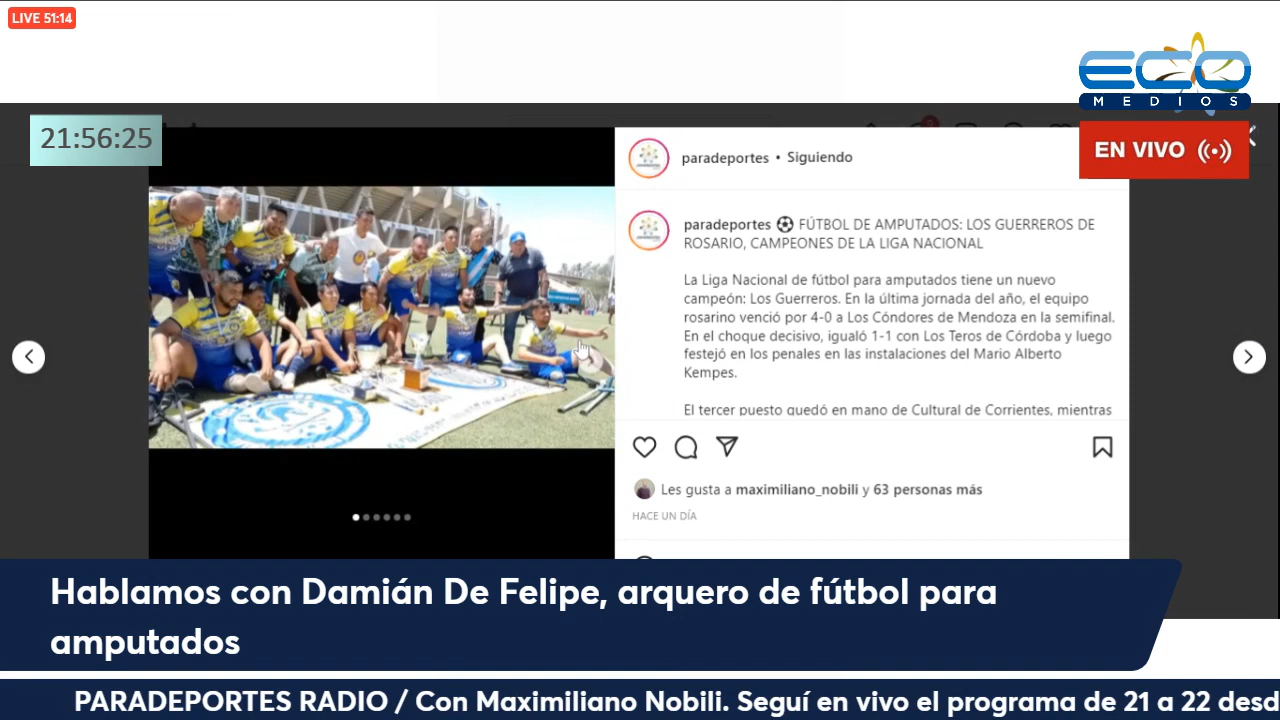 LIVE 51:14
ECO
MEDIOS
21:56:25
EN VIVO
paradeportes • Siguiendo
paradeportes ⚽ FÚTBOL DE AMPUTADOS: LOS GUERREROS DE
ROSARIO, CAMPEONES DE LA LIGA NACIONAL
La Liga Nacional de fútbol para amputados tiene un nuevo
campeón: Los Guerreros. En la última jornada del año, el equipo
rosarino venció por 4-0 a Los Cóndores de Mendoza en la semifinal.
En el choque decisivo, igualó 1-1 con Los Teros de Córdoba y luego
festejó en los penales en las instalaciones del Mario Alberto
Kempes.
El tercer puesto quedó en mano de Cultural de Corrientes, mientras
Les gusta a maximiliano_nobili y 63 personas más
HACE UN DÍA
Hablamos con Damián De Felipe, arquero de fútbol para
amputados
PARADEPORTES RADIO / Con Maximiliano Nobili. Seguí en vivo el programa de 21 a 22 desd